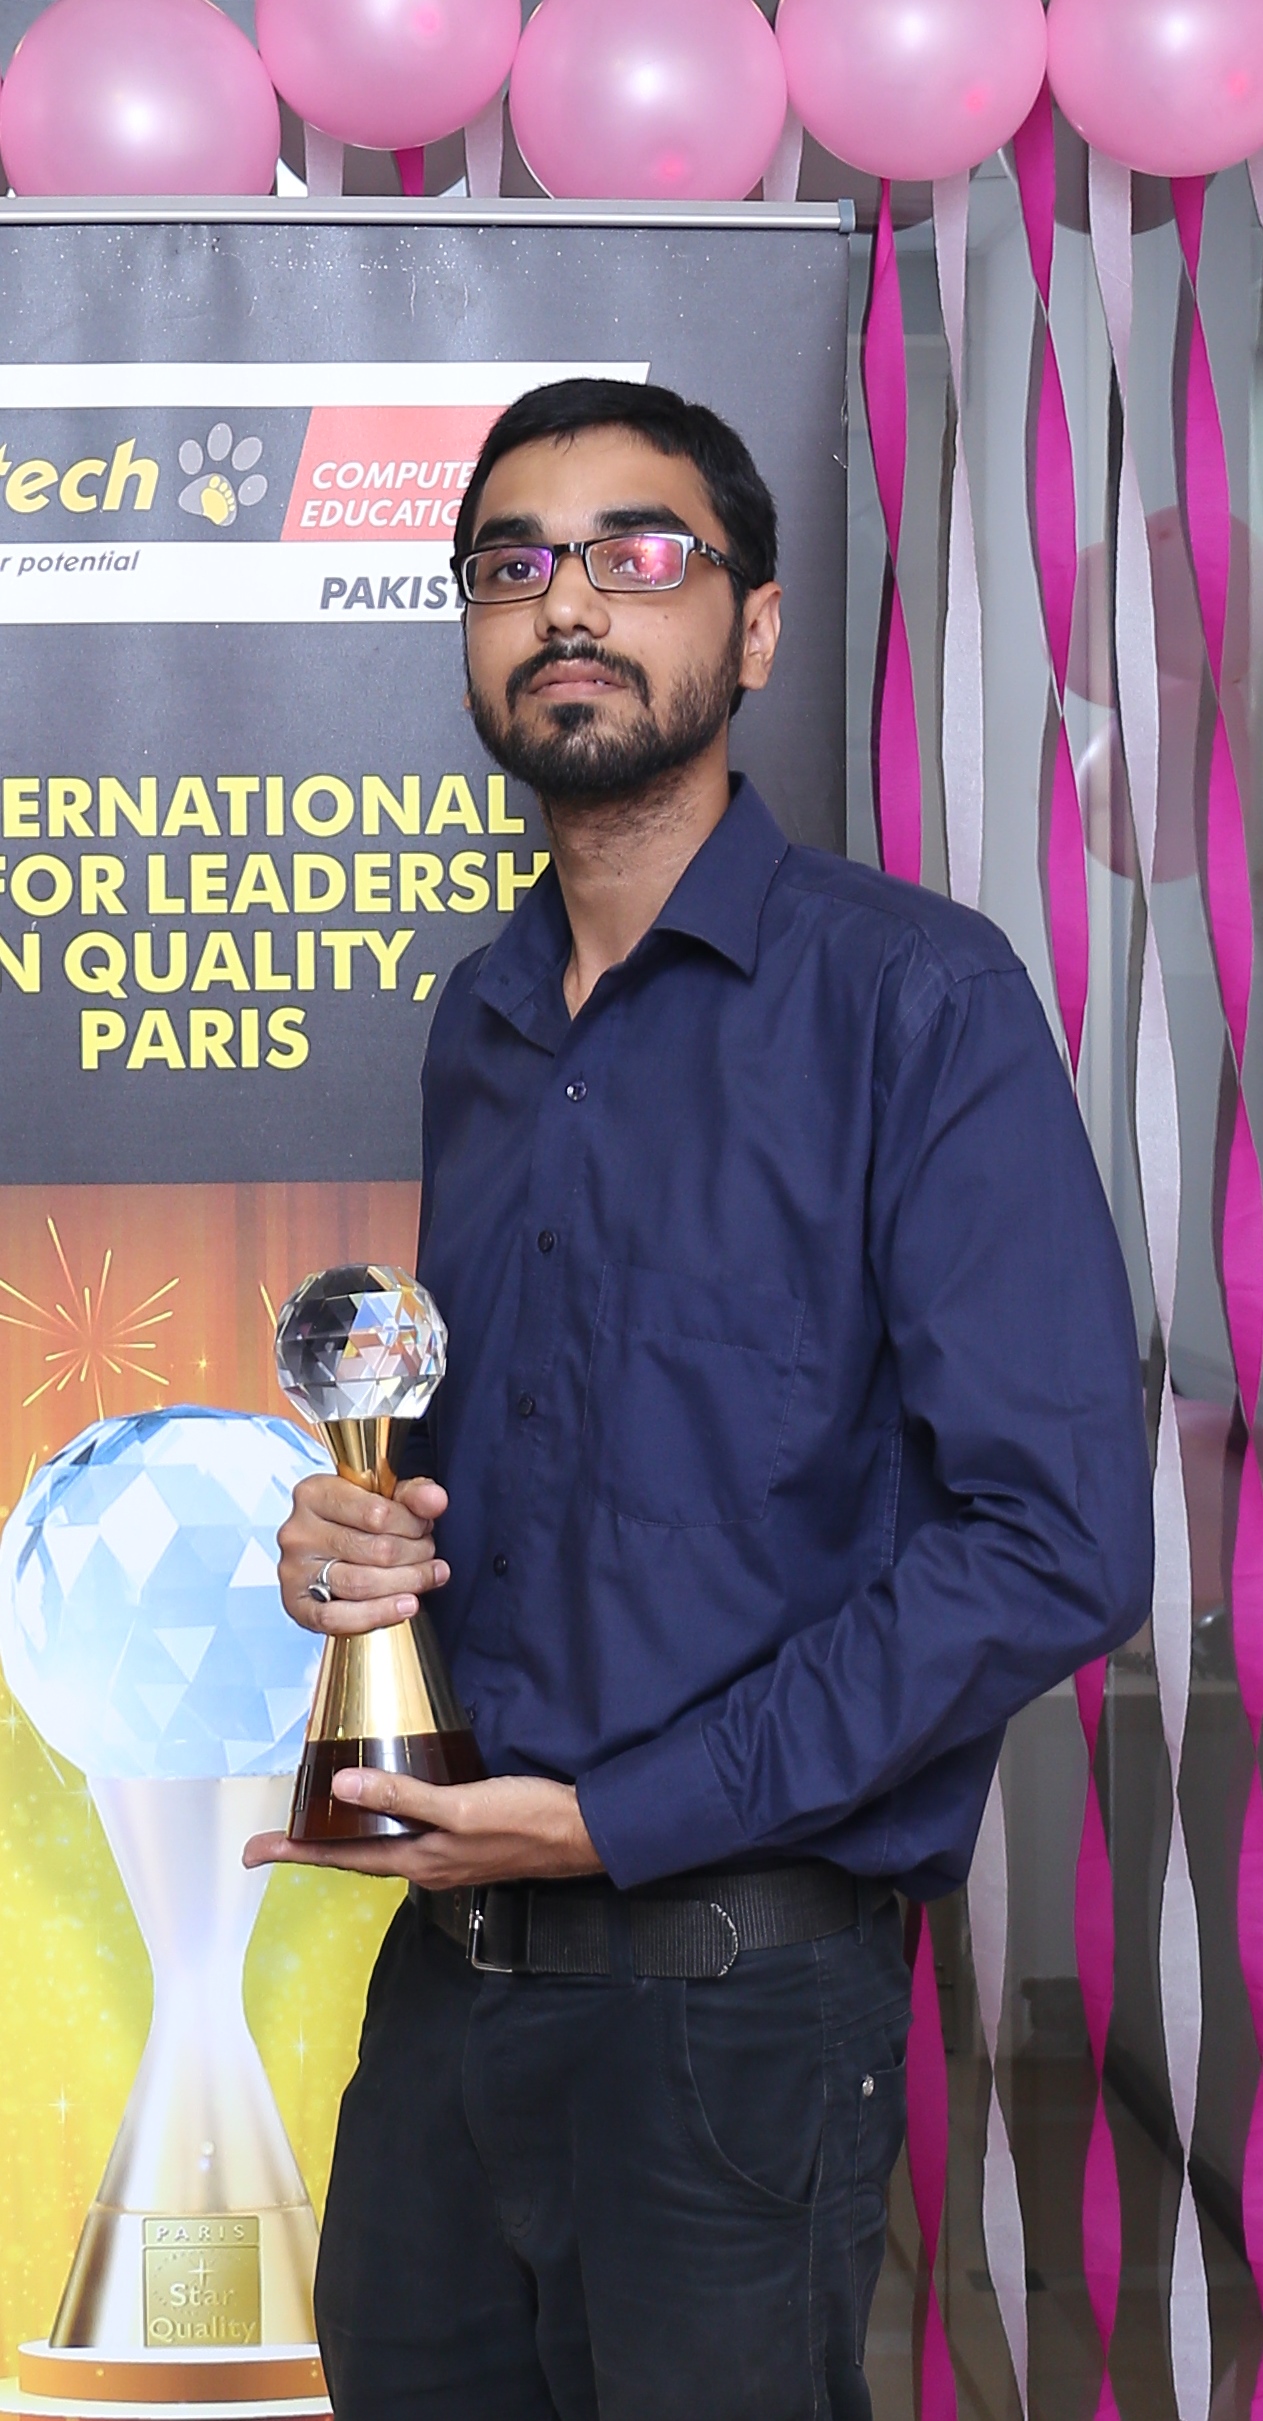 tech
COMPUTE
EDUCATIO
r potential
PAKIST
ERNATIONAL
FOR LEADERSH
N QUALITY,
PARIS
PARIS
Star
Quality